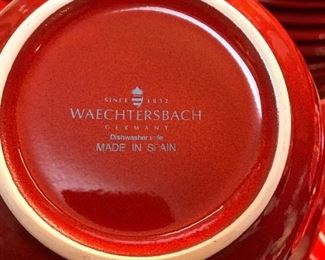 SINCE 1832
WAECHTERSBACH
GERMANY
Dishwasher safe
MADE IN SPAIN